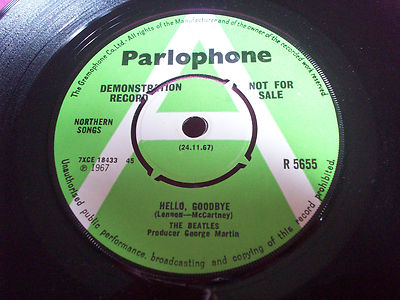 The Gramophone Co. Ltd. All rights of the manufacturer and of the owner of the recorded work reserved.
Parlophone
DEMONSTRATION RECORD
NOT FOR SALE
NORTHERN SONGS
(24.11.67)
7XCE 18433 45
℗ 1967
R 5655
HELLO, GOODBYE
(Lennon—McCartney)
THE BEATLES
Producer George Martin
Unauthorised public performance, broadcasting and copying of this record prohibited.